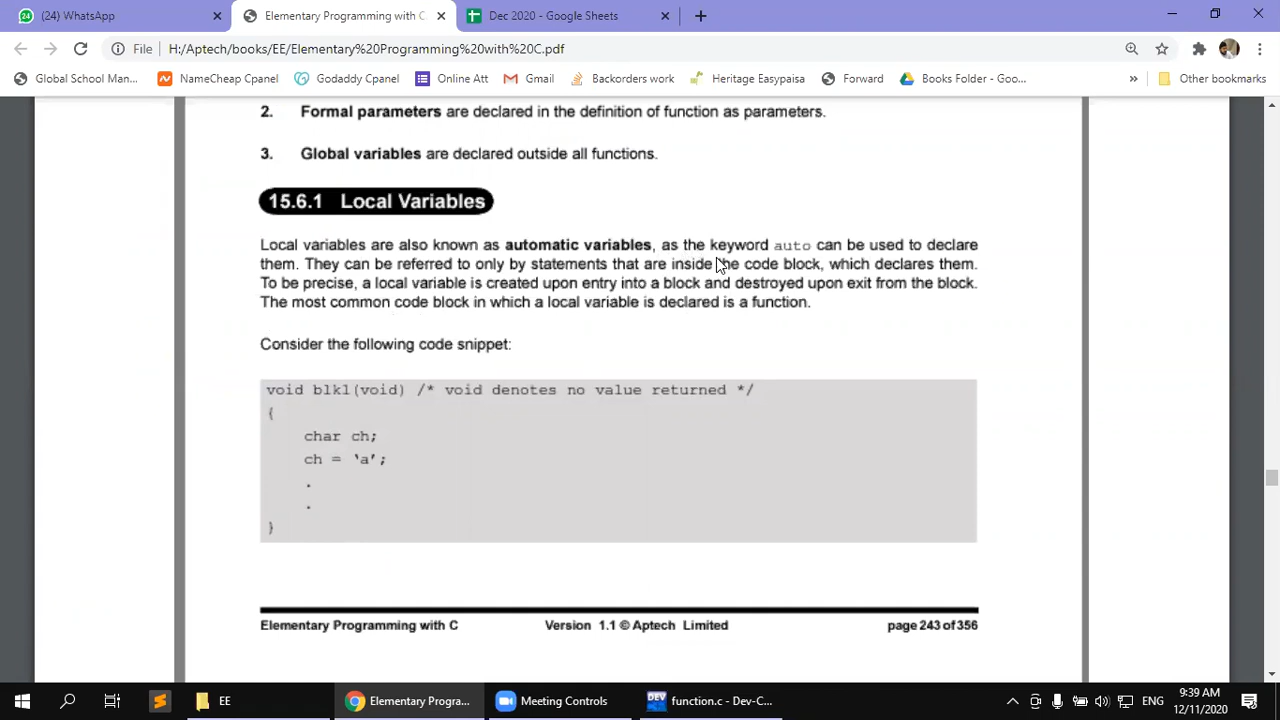 (24) WhatsApp
Elementary Programming with C
Dec 2020 - Google Sheets
File
H:/Aptech/books/EE/Elementary%20Programming%20with%20C.pdf
Global School Man...
NameCheap Cpanel
Godaddy Cpanel
Online Att
Gmail
Backorders work
Heritage Easypaisa
Forward
Books Folder - Goo...
»
Other bookmarks
2. Formal parameters are declared in the definition of function as parameters.
3. Global variables are declared outside all functions.
15.6.1 Local Variables
Local variables are also known as automatic variables, as the keyword auto can be used to declare
them. They can be referred to only by statements that are inside the code block, which declares them.
To be precise, a local variable is created upon entry into a block and destroyed upon exit from the block.
The most common code block in which a local variable is declared is a function.
Consider the following code snippet:
void blk1(void) /* void denotes no value returned */
{
char ch;
ch = ‘a’;
.
.
}
Elementary Programming with C
Version 1.1 © Aptech Limited
page 243 of 356
EE
Elementary Progra...
Meeting Controls
DEV
function.c - Dev-C...
ENG
9:39 AM
12/11/2020